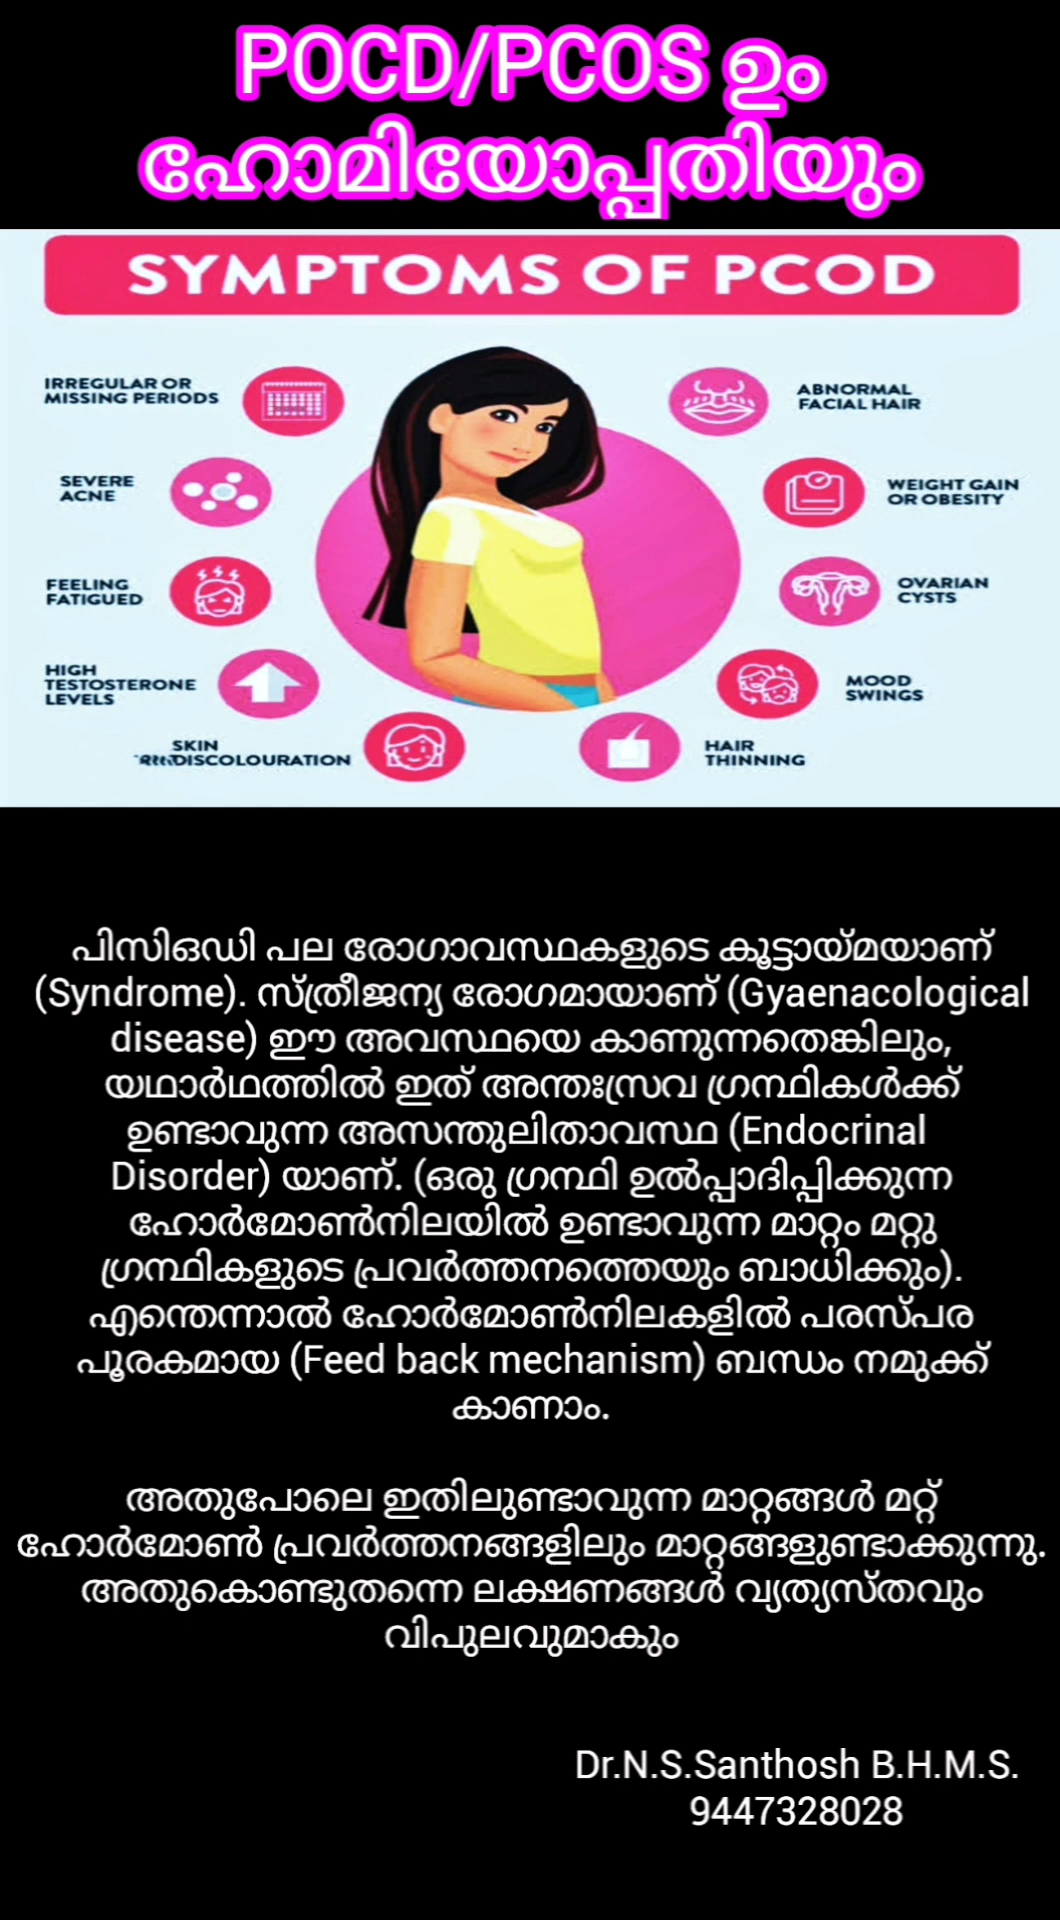 POCD/PCOS ഉം
ഹോമിയോപ്പതിയും
SYMPTOMS OF PCOD
IRREGULAR OR
MISSING PERIODS
SEVERE
ACNE
FEELING
FATIGUED
HIGH
TESTOSTERONE
LEVELS
SKIN
DISCOLOURATION
ABNORMAL
FACIAL HAIR
WEIGHT GAIN
OR OBESITY
OVARIAN
CYSTS
MOOD
SWINGS
HAIR
THINNING
പിസിഒഡി പല രോഗാവസ്ഥകളുടെ കൂട്ടായ്മയാണ്
(Syndrome). സ്ത്രീജന്യ രോഗമായാണ് (Gyaenacological
disease) ഈ അവസ്ഥയെ കാണുന്നതെങ്കിലും,
യഥാർഥത്തിൽ ഇത് അന്തഃസ്രവ ഗ്രന്ഥികൾക്ക്
ഉണ്ടാവുന്ന അസന്തുലിതാവസ്ഥ (Endocrinal
Disorder) യാണ്. (ഒരു ഗ്രന്ഥി ഉൽപ്പാദിപ്പിക്കുന്ന
ഹോർമോൺനിലയിൽ ഉണ്ടാവുന്ന മാറ്റം മറ്റു
ഗ്രന്ഥികളുടെ പ്രവർത്തനത്തെയും ബാധിക്കും).
എന്തെന്നാൽ ഹോർമോൺനിലകളിൽ പരസ്പര
പൂരകമായ (Feed back mechanism) ബന്ധം നമുക്ക്
കാണാം.
അതുപോലെ ഇതിലുണ്ടാവുന്ന മാറ്റങ്ങൾ മറ്റ്
ഹോർമോൺ പ്രവർത്തനങ്ങളിലും മാറ്റങ്ങളുണ്ടാക്കുന്നു.
അതുകൊണ്ടുതന്നെ ലക്ഷണങ്ങൾ വ്യത്യസ്തവും
വിപുലവുമാകും
Dr.N.S.Santhosh B.H.M.S.
9447328028